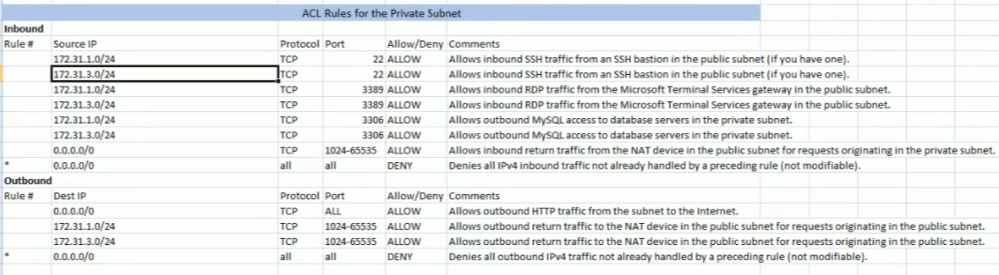 ACL Rules for the Private Subnet
Inbound
Rule # Source IP Protocol Port Allow/Deny Comments
172.31.1.0/24 TCP 22 ALLOW Allows inbound SSH traffic from an SSH bastion in the public subnet (if you have one).
172.31.3.0/24 TCP 22 ALLOW Allows inbound SSH traffic from an SSH bastion in the public subnet (if you have one).
172.31.1.0/24 TCP 3389 ALLOW Allows inbound RDP traffic from the Microsoft Terminal Services gateway in the public subnet.
172.31.3.0/24 TCP 3389 ALLOW Allows inbound RDP traffic from the Microsoft Terminal Services gateway in the public subnet.
172.31.1.0/24 TCP 3306 ALLOW Allows outbound MySQL access to database servers in the private subnet.
172.31.3.0/24 TCP 3306 ALLOW Allows outbound MySQL access to database servers in the private subnet.
0.0.0.0/0 TCP 1024-65535 ALLOW Allows inbound return traffic from the NAT device in the public subnet for requests originating in the private subnet.
* 0.0.0.0/0 all all DENY Denies all IPv4 inbound traffic not already handled by a preceding rule (not modifiable).
Outbound
Rule # Dest IP Protocol Port Allow/Deny Comments
0.0.0.0/0 TCP ALL ALLOW Allows outbound HTTP traffic from the subnet to the Internet.
172.31.1.0/24 TCP 1024-65535 ALLOW Allows outbound return traffic to the NAT device in the public subnet for requests originating in the public subnet.
172.31.3.0/24 TCP 1024-65535 ALLOW Allows outbound return traffic to the NAT device in the public subnet for requests originating in the public subnet.
* 0.0.0.0/0 all all DENY Denies all outbound IPv4 traffic not already handled by a preceding rule (not modifiable).